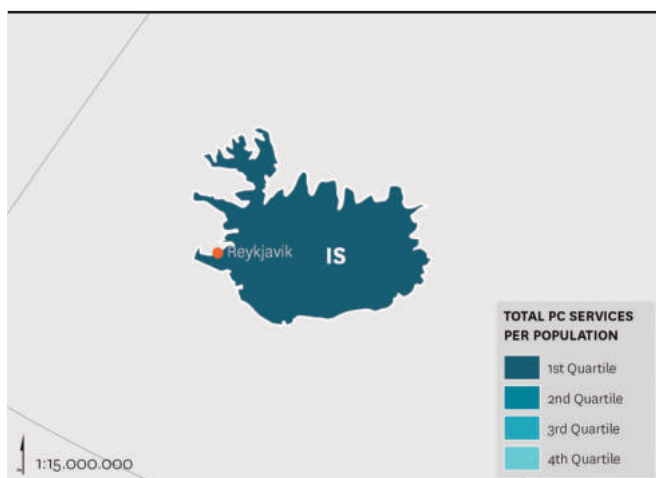 Reykjavik
IS
TOTAL PC SERVICES
PER POPULATION
1st Quartile
2nd Quartile
3rd Quartile
4th Quartile
1:15.000.000